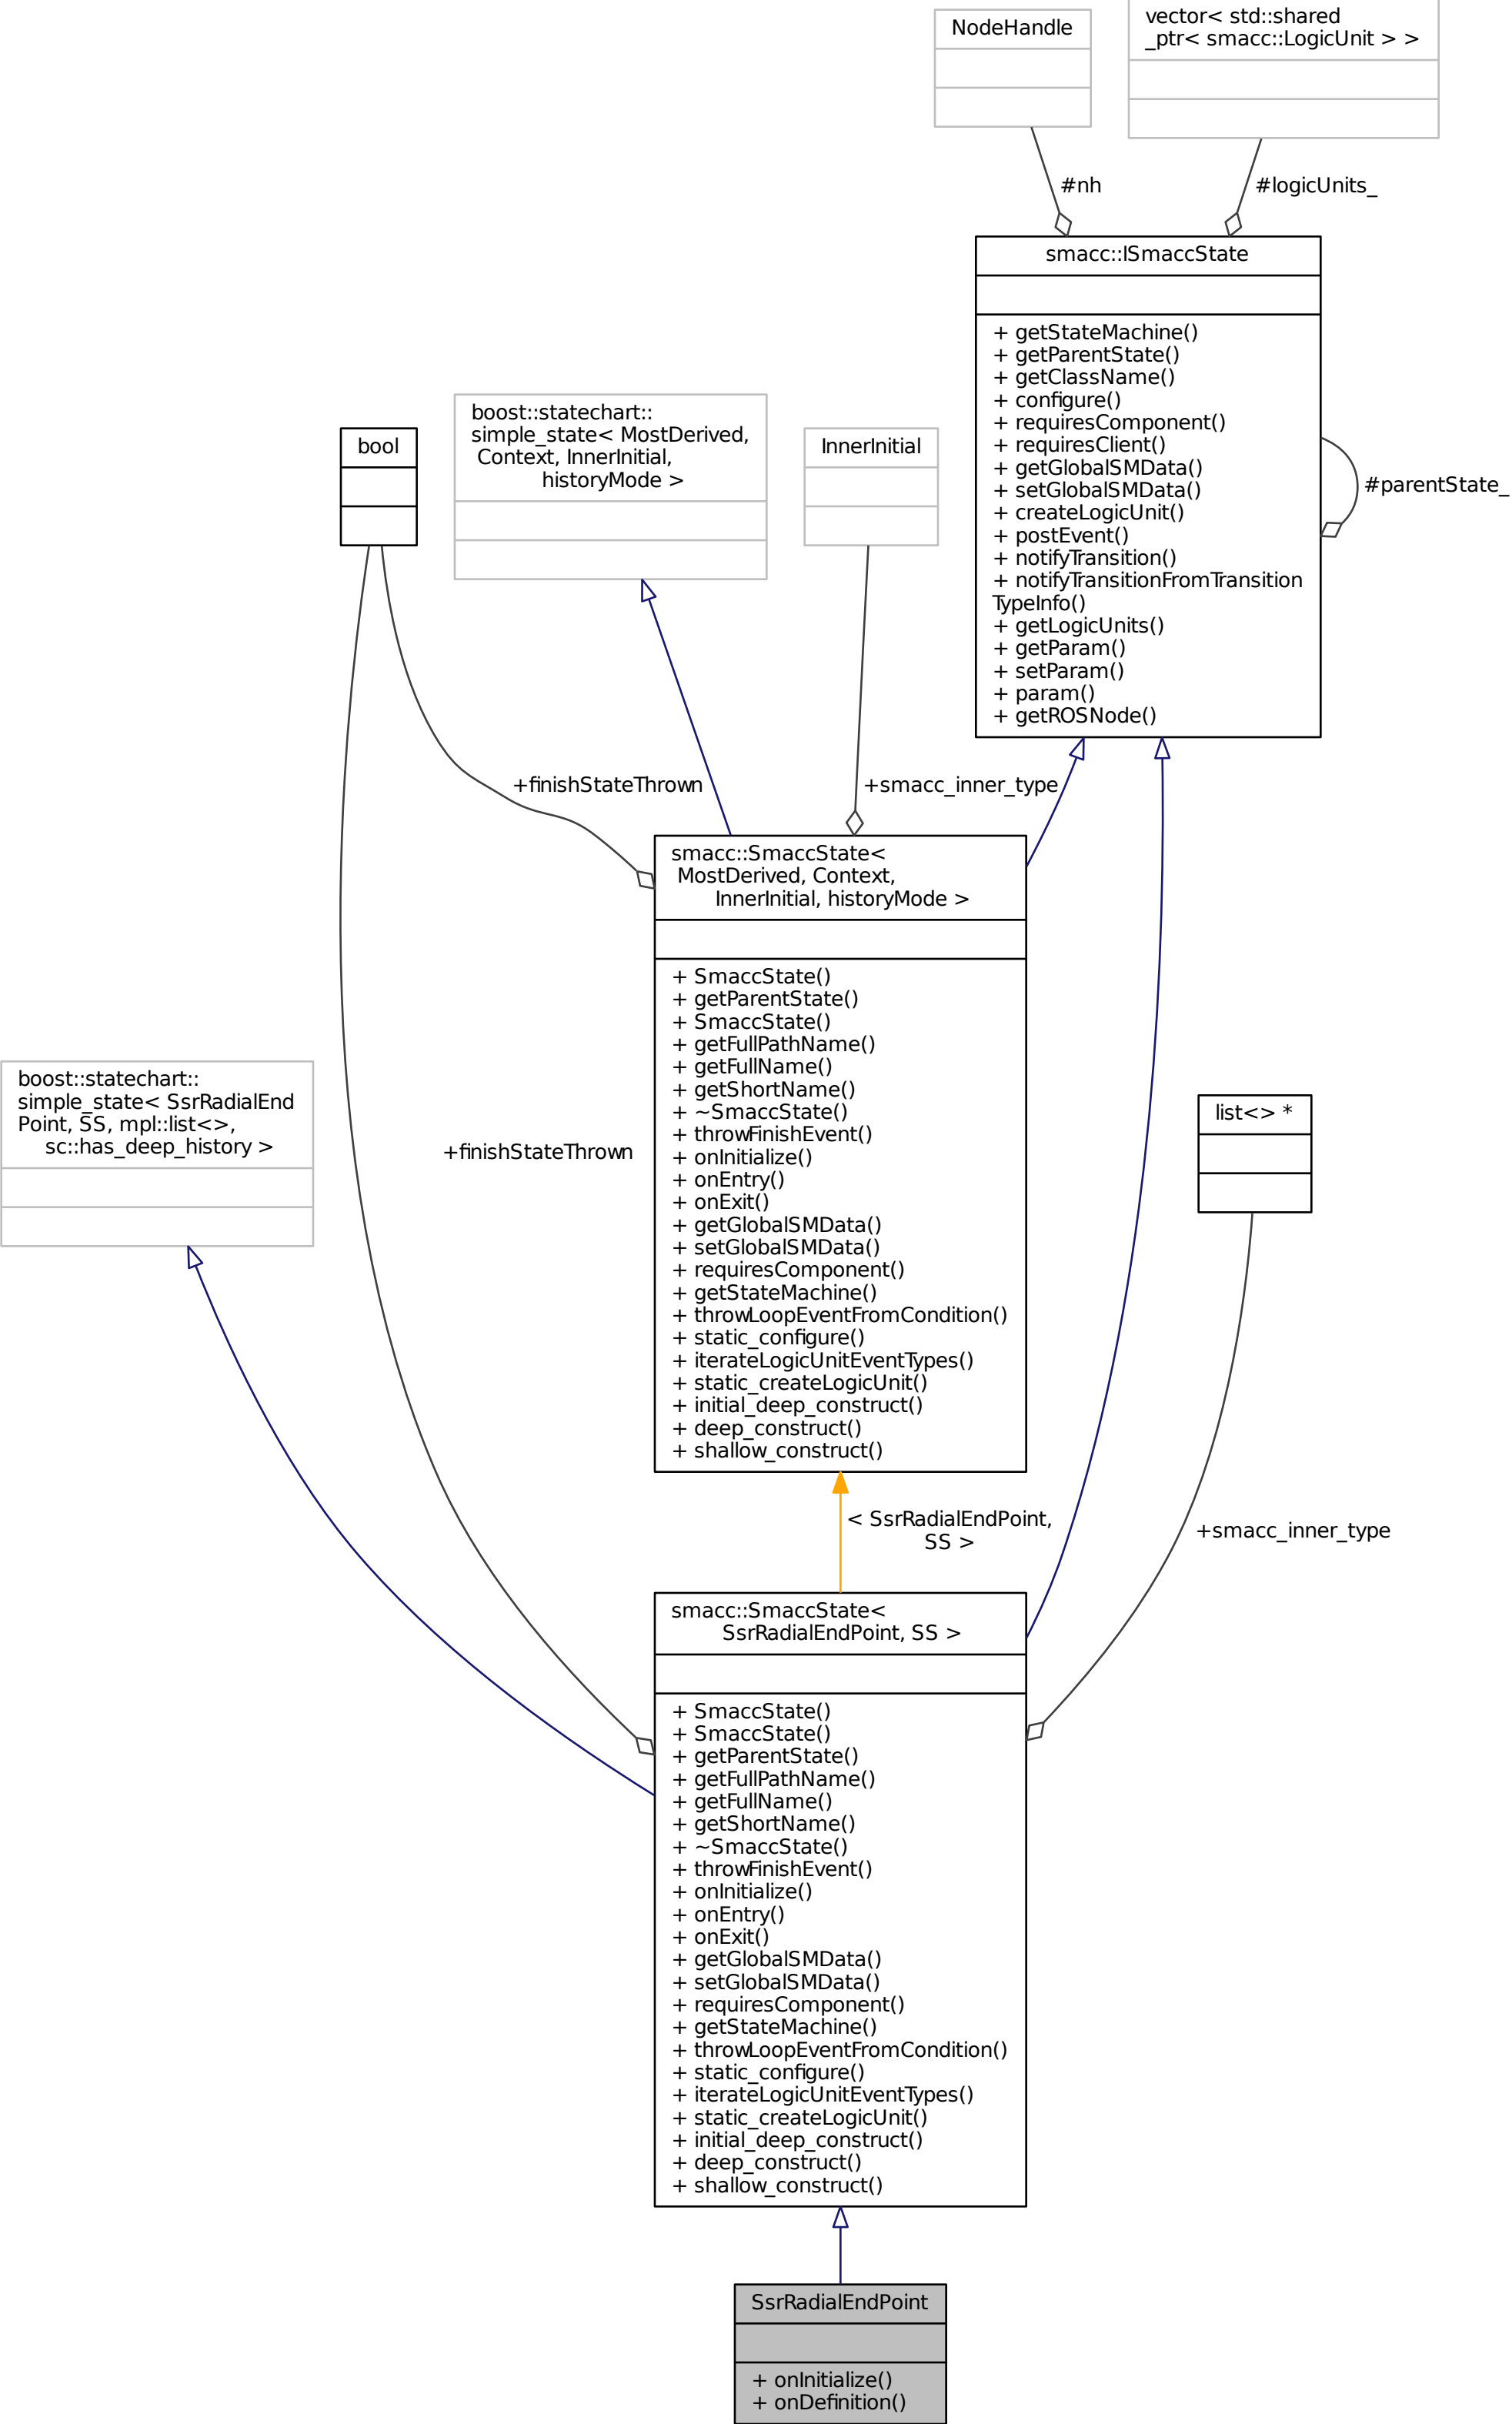 NodeHandle
vector< std::shared
_ptr< smacc::LogicUnit > >
#nh
#logicUnits_
smacc::ISmaccState
+ getStateMachine()
+ getParentState()
+ getClassName()
+ configure()
+ requiresComponent()
+ requiresClient()
+ getGlobalSMData()
+ setGlobalSMData()
+ createLogicUnit()
+ postEvent()
+ notifyTransition()
+ notifyTransitionFromTransition
TypeInfo()
+ getLogicUnits()
+ getParam()
+ setParam()
+ param()
+ getROSNode()
#parentState_
bool
boost::statechart::
simple_state< MostDerived,
Context, InnerInitial,
historyMode >
InnerInitial
+finishStateThrown
+smacc_inner_type
smacc::SmaccState<
MostDerived, Context,
InnerInitial, historyMode >
+ SmaccState()
+ getParentState()
+ SmaccState()
+ getFullPathName()
+ getFullName()
+ getShortName()
+ ~SmaccState()
+ throwFinishEvent()
+ onInitialize()
+ onEntry()
+ onExit()
+ getGlobalSMData()
+ setGlobalSMData()
+ requiresComponent()
+ getStateMachine()
+ throwLoopEventFromCondition()
+ static_configure()
+ iterateLogicUnitEventTypes()
+ static_createLogicUnit()
+ initial_deep_construct()
+ deep_construct()
+ shallow_construct()
boost::statechart::
simple_state< SsrRadialEnd
Point, SS, mpl::list<>,
sc::has_deep_history >
+finishStateThrown
list<> *
< SsrRadialEndPoint,
SS >
+smacc_inner_type
smacc::SmaccState<
SsrRadialEndPoint, SS >
+ SmaccState()
+ SmaccState()
+ getParentState()
+ getFullPathName()
+ getFullName()
+ getShortName()
+ ~SmaccState()
+ throwFinishEvent()
+ onInitialize()
+ onEntry()
+ onExit()
+ getGlobalSMData()
+ setGlobalSMData()
+ requiresComponent()
+ getStateMachine()
+ throwLoopEventFromCondition()
+ static_configure()
+ iterateLogicUnitEventTypes()
+ static_createLogicUnit()
+ initial_deep_construct()
+ deep_construct()
+ shallow_construct()
SsrRadialEndPoint
+ onInitialize()
+ onDefinition()